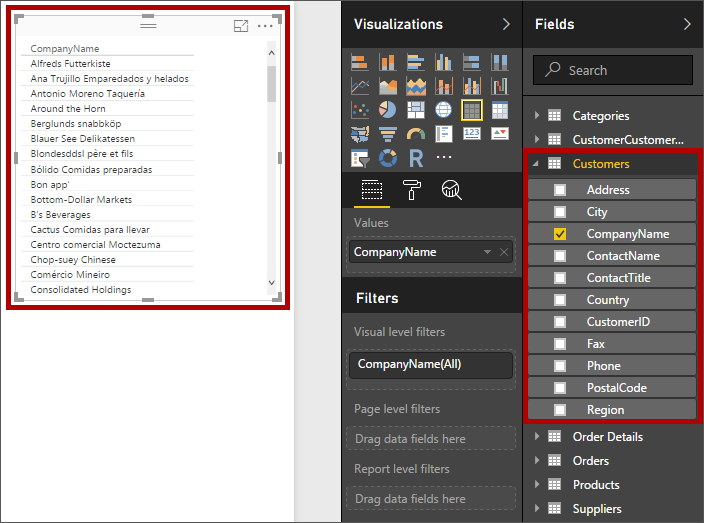 CompanyName
Alfreds Futterkiste
Ana Trujillo Emparedados y helados
Antonio Moreno Taquería
Around the Horn
Berglunds snabbköp
Blauer See Delikatessen
Blondesddsl père et fils
Bólido Comidas preparadas
Bon app'
Bottom-Dollar Markets
B's Beverages
Cactus Comidas para llevar
Centro comercial Moctezuma
Chop-suey Chinese
Comércio Mineiro
Consolidated Holdings
Visualizations
R
123
Values
CompanyName
Filters
Visual level filters
CompanyName(All)
Page level filters
Drag data fields here
Report level filters
Drag data fields here
Fields
Search
Categories
CustomerCustomer...
Customers
Address
City
CompanyName
ContactName
ContactTitle
Country
CustomerID
Fax
Phone
PostalCode
Region
Order Details
Orders
Products
Suppliers